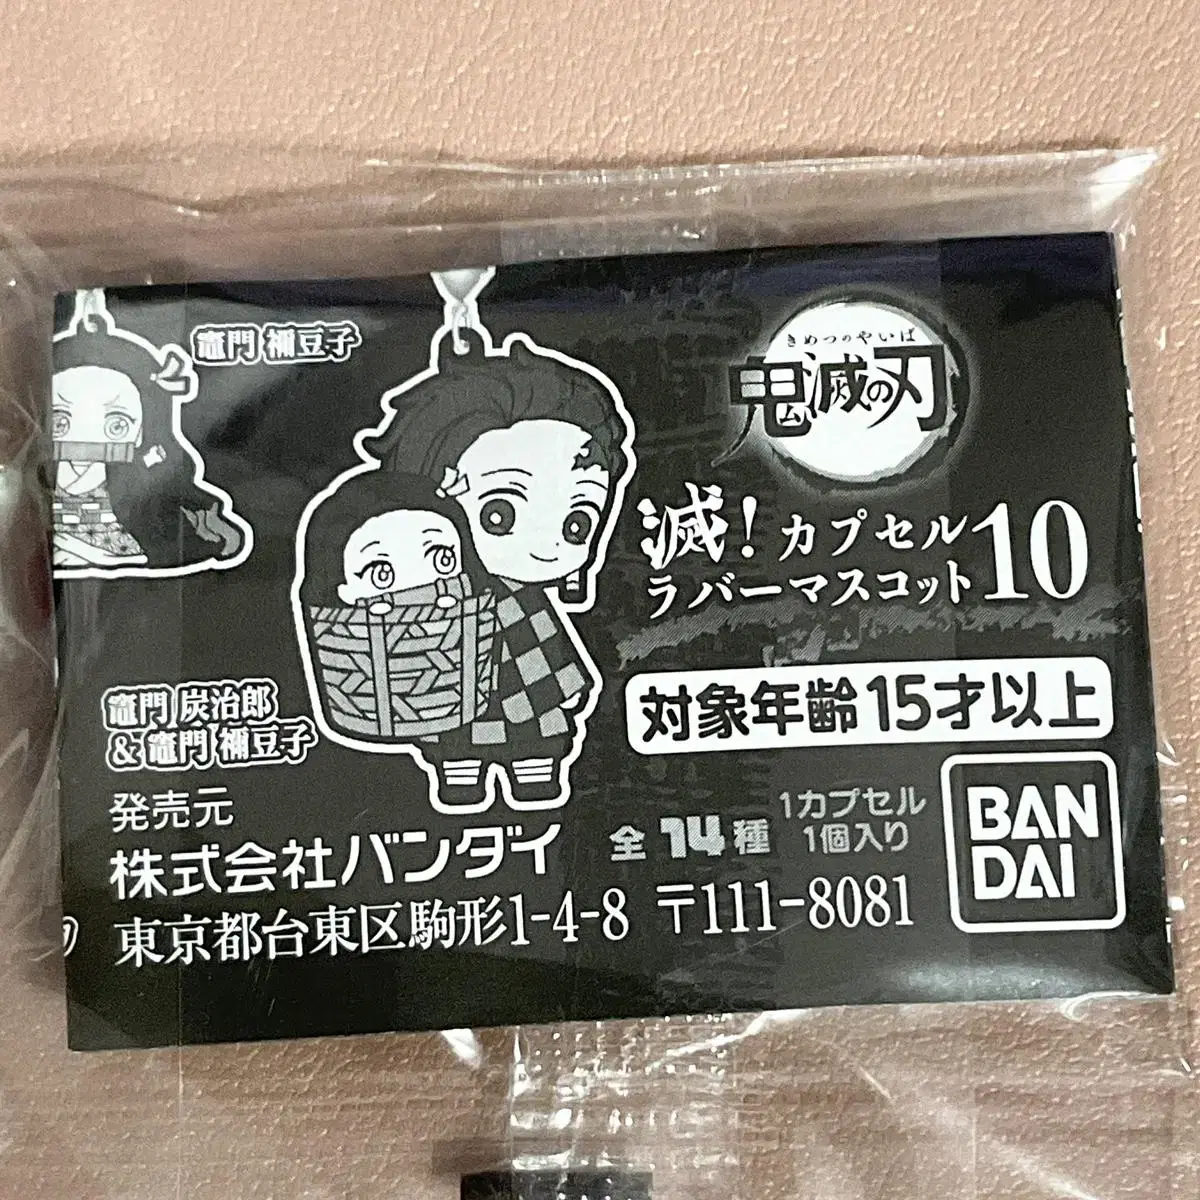 竈門 禰豆子
きめつのやいば
鬼滅の刃
滅!カプセル
ラバーマスコット10
対象年齢15才以上
竈門 炭治郎
&竈門 禰豆子
発売元
株式会社バンダイ
全14種
1カプセル
1個入り
東京都台東区駒形1-4-8 〒111-8081
BAN
DAI